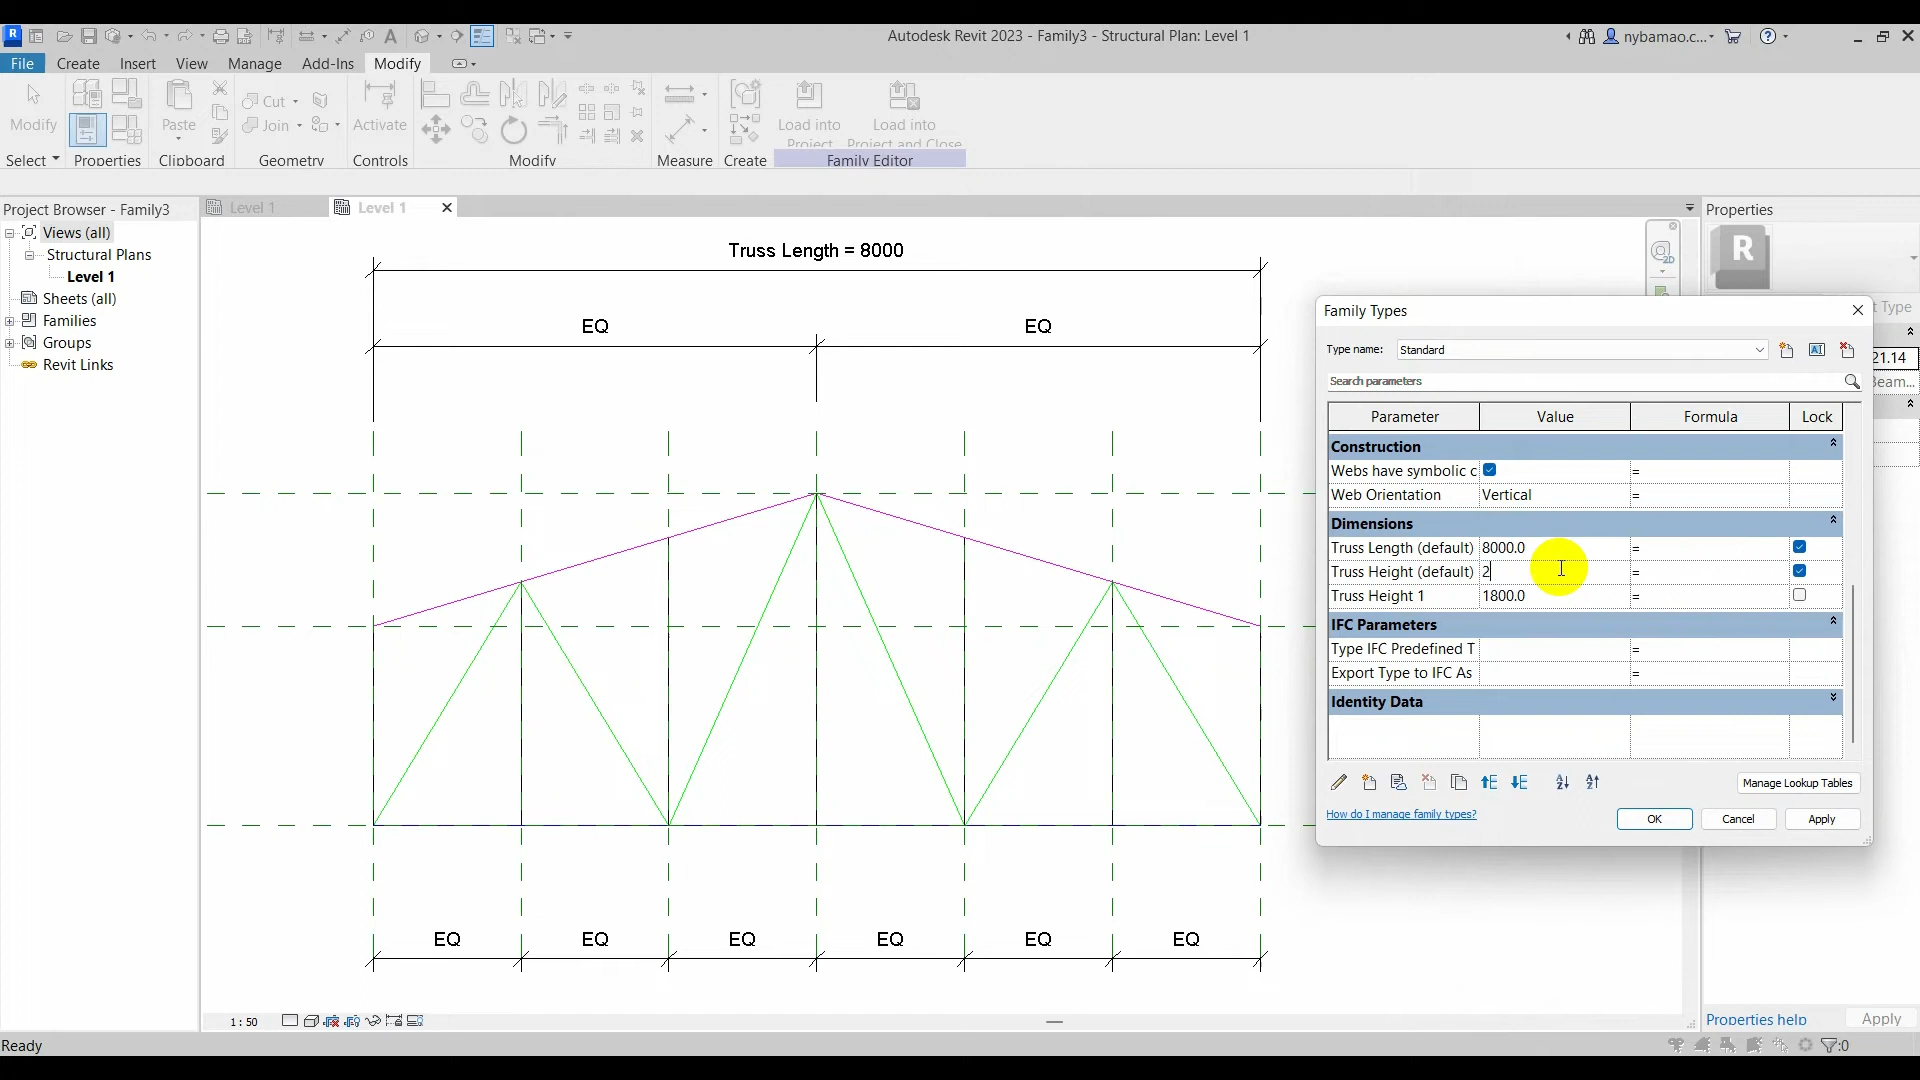 R
Autodesk Revit 2023 - Family3 - Structural Plan: Level 1
nybamao.c...
File
Create
Insert
View
Manage
Add-Ins
Modify
Modify
Paste
Cut
Join
Activate
Load into
Project
Load into
Project and Close
Select
Properties
Clipboard
Geometry
Controls
Modify
Measure
Create
Family Editor
Project Browser - Family3
Level 1
Level 1
Properties
Views (all)
Structural Plans
Level 1
Sheets (all)
Families
Groups
Revit Links
Truss Length = 8000
EQ
EQ
2D
R
Family Types
t Type
Type name:
Standard
21.14
Search parameters
Beam...
Parameter
Value
Formula
Lock
Construction
Webs have symbolic c
=
Web Orientation
Vertical
=
Dimensions
Truss Length (default)
8000.0
=
Truss Height (default)
2
=
Truss Height 1
1800.0
=
IFC Parameters
Type IFC Predefined T
=
Export Type to IFC As
=
Identity Data
Manage Lookup Tables
How do I manage family types?
OK
Cancel
Apply
EQ
EQ
EQ
EQ
EQ
EQ
1 : 50
Properties help
Apply
Ready
:0